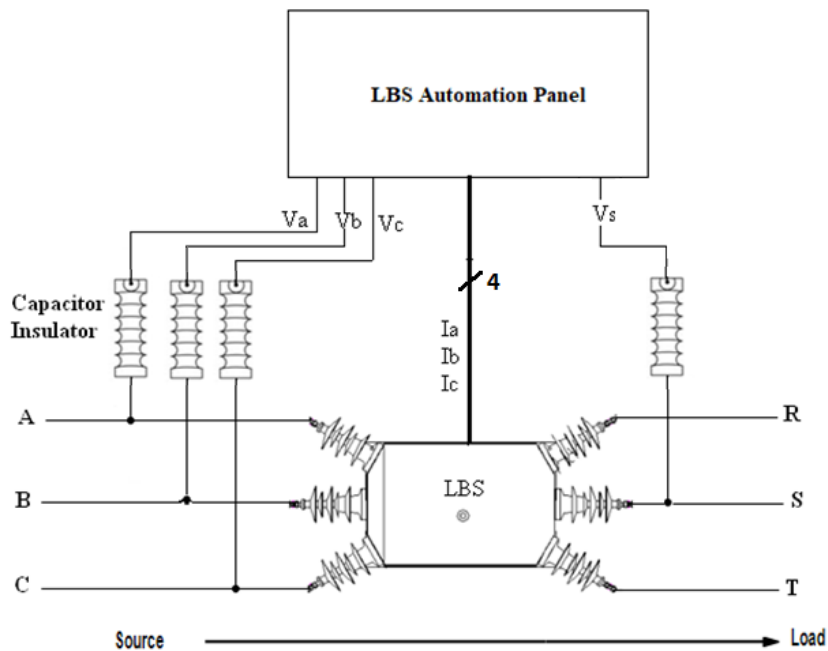 LBS Automation Panel
Va
Vb
Vc
Vs
4
Capacitor
Insulator
Ia
Ib
Ic
A
R
LBS
B
S
C
T
Source
Load